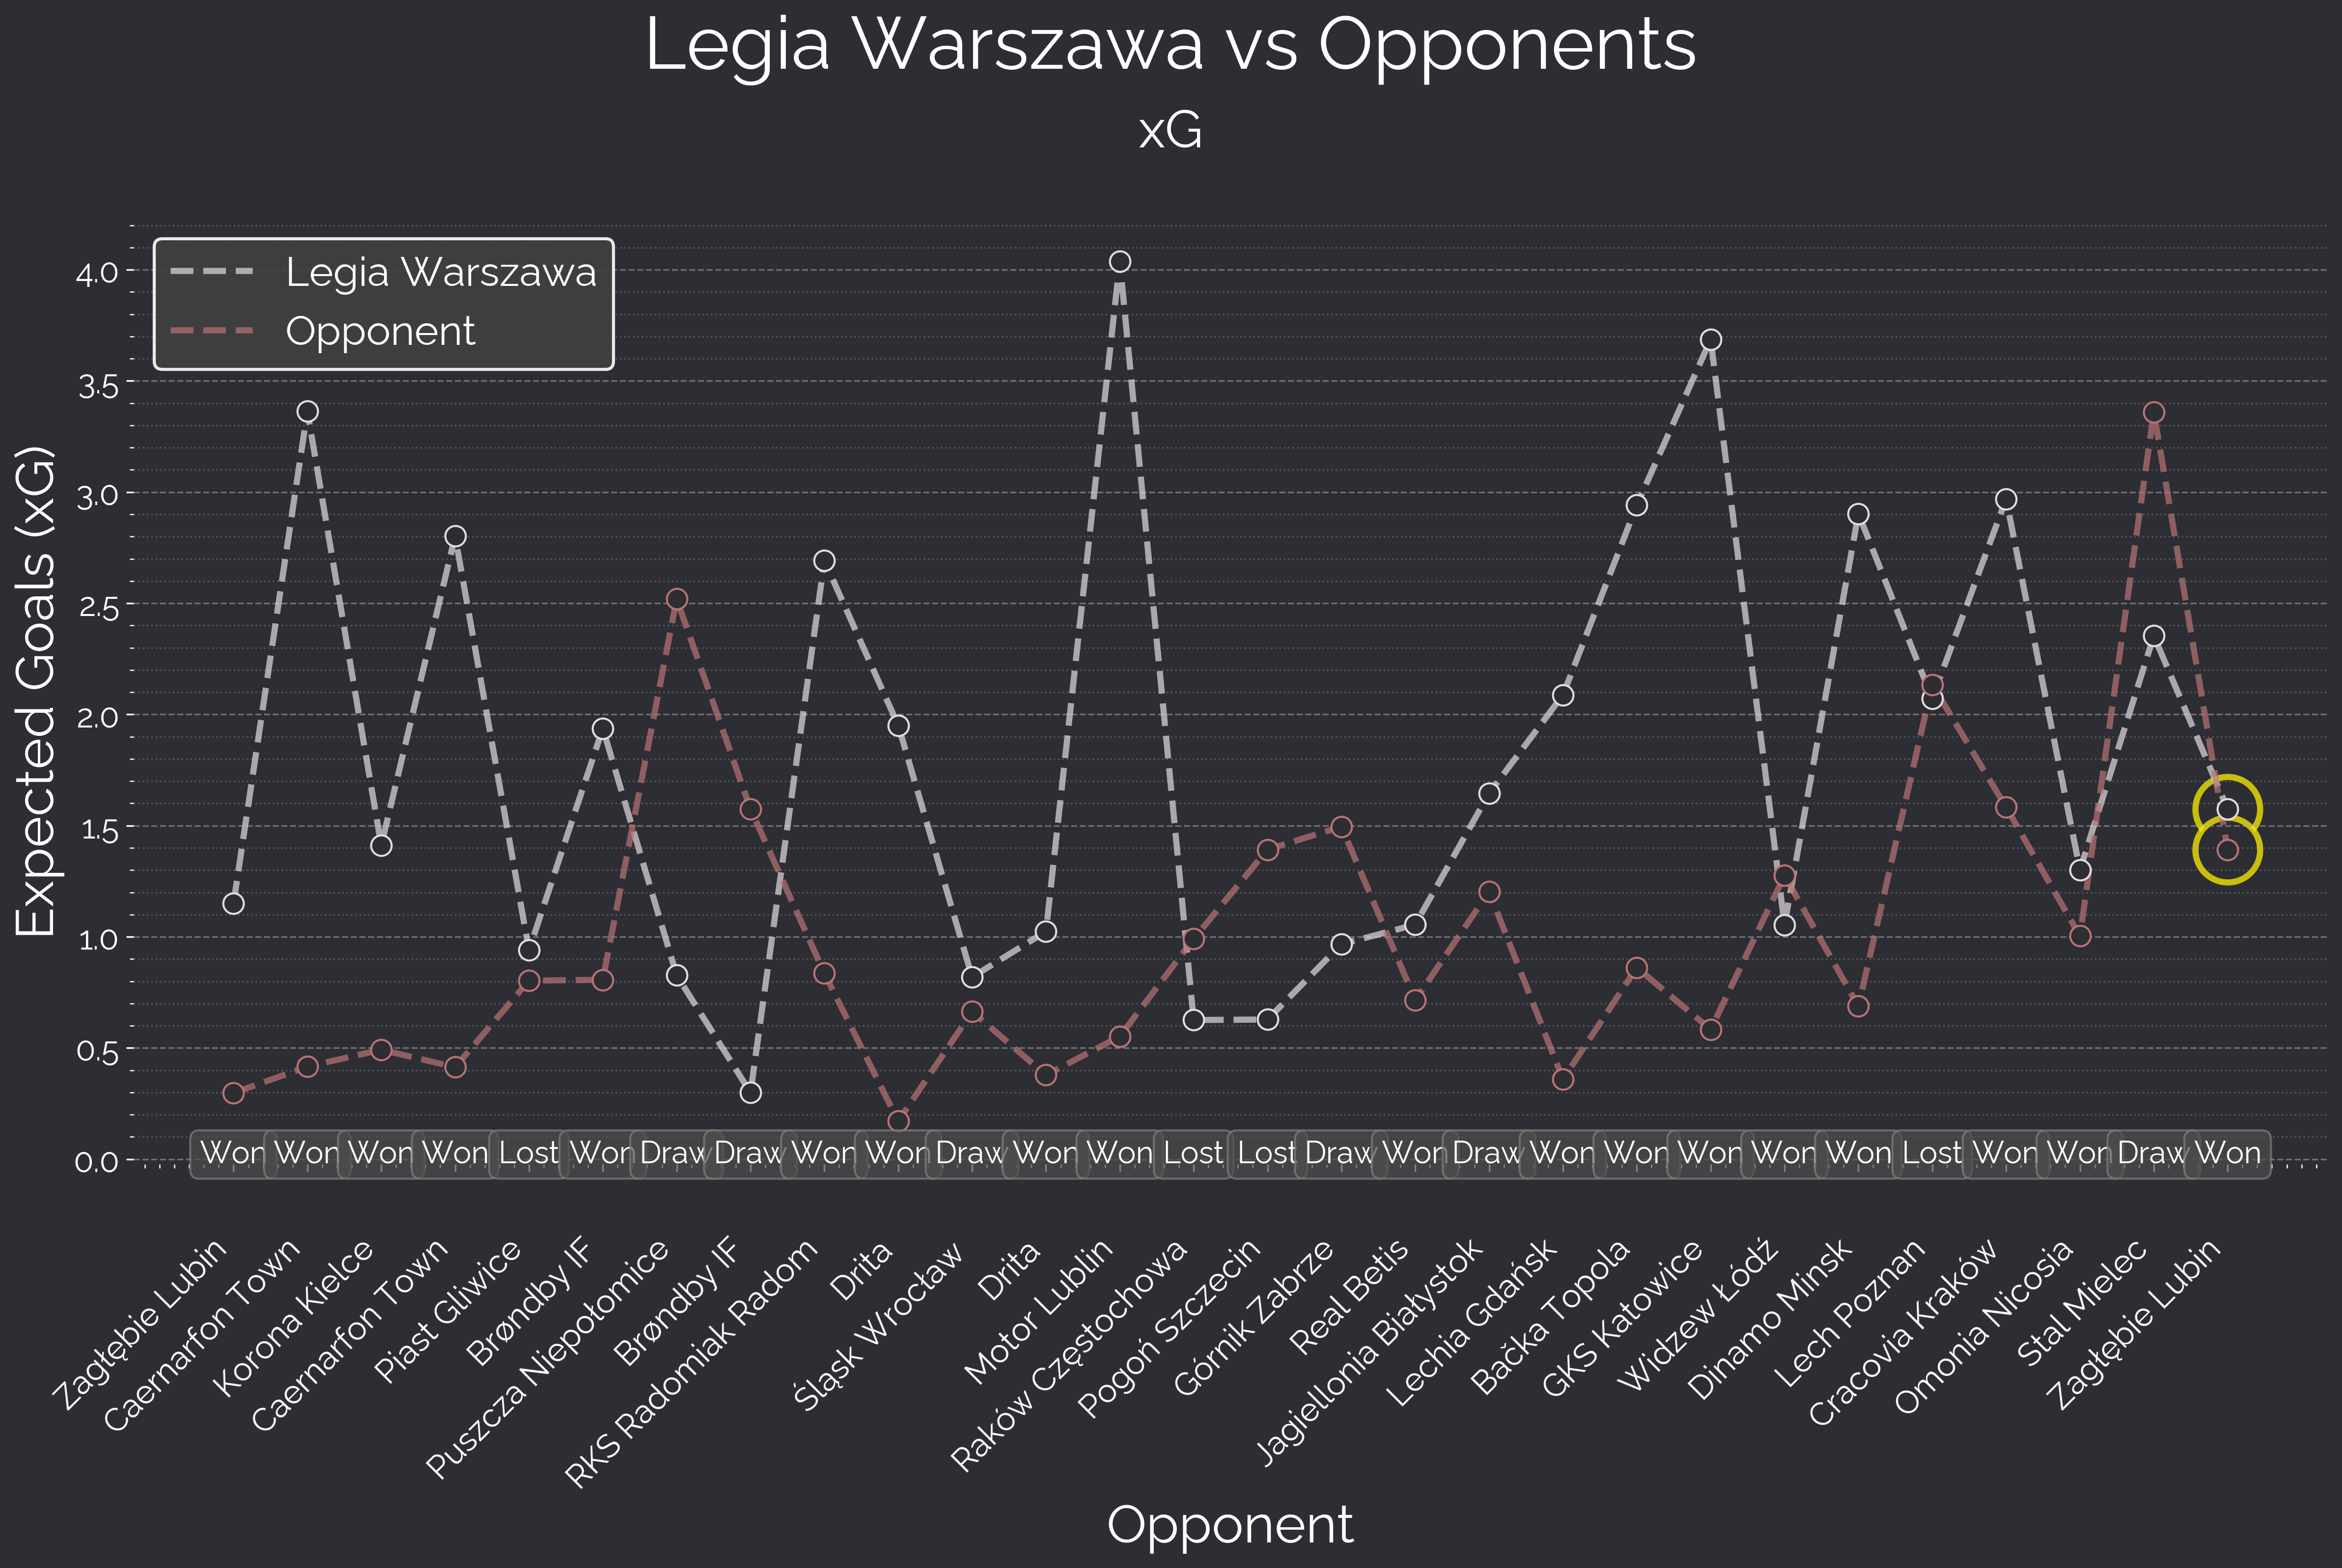 Legia Warszawa vs Opponents
xG
Legia Warszawa
Opponent
Expected Goals (xG)
4.0
3.5
3.0
2.5
2.0
1.5
1.0
0.5
0.0
Won Won Won Won Lost Won Draw Draw Won Won Draw Won Won Lost Lost Draw Won Draw Won Won Won Won Won Lost Won Won Draw Won
Zagłębie Lubin
Caernarfon Town
Korona Kielce
Caernarfon Town
Piast Gliwice
Brøndby IF
Puszcza Niepołomice
Brøndby IF
RKS Radomiak Radom
Drita
Śląsk Wrocław
Drita
Motor Lublin
Raków Częstochowa
Pogoń Szczecin
Górnik Zabrze
Real Betis
Jagiellonia Białystok
Lechia Gdańsk
Bačka Topola
GKS Katowice
Widzew Łódź
Dinamo Minsk
Lech Poznan
Cracovia Kraków
Omonia Nicosia
Stal Mielec
Zagłębie Lubin
Opponent